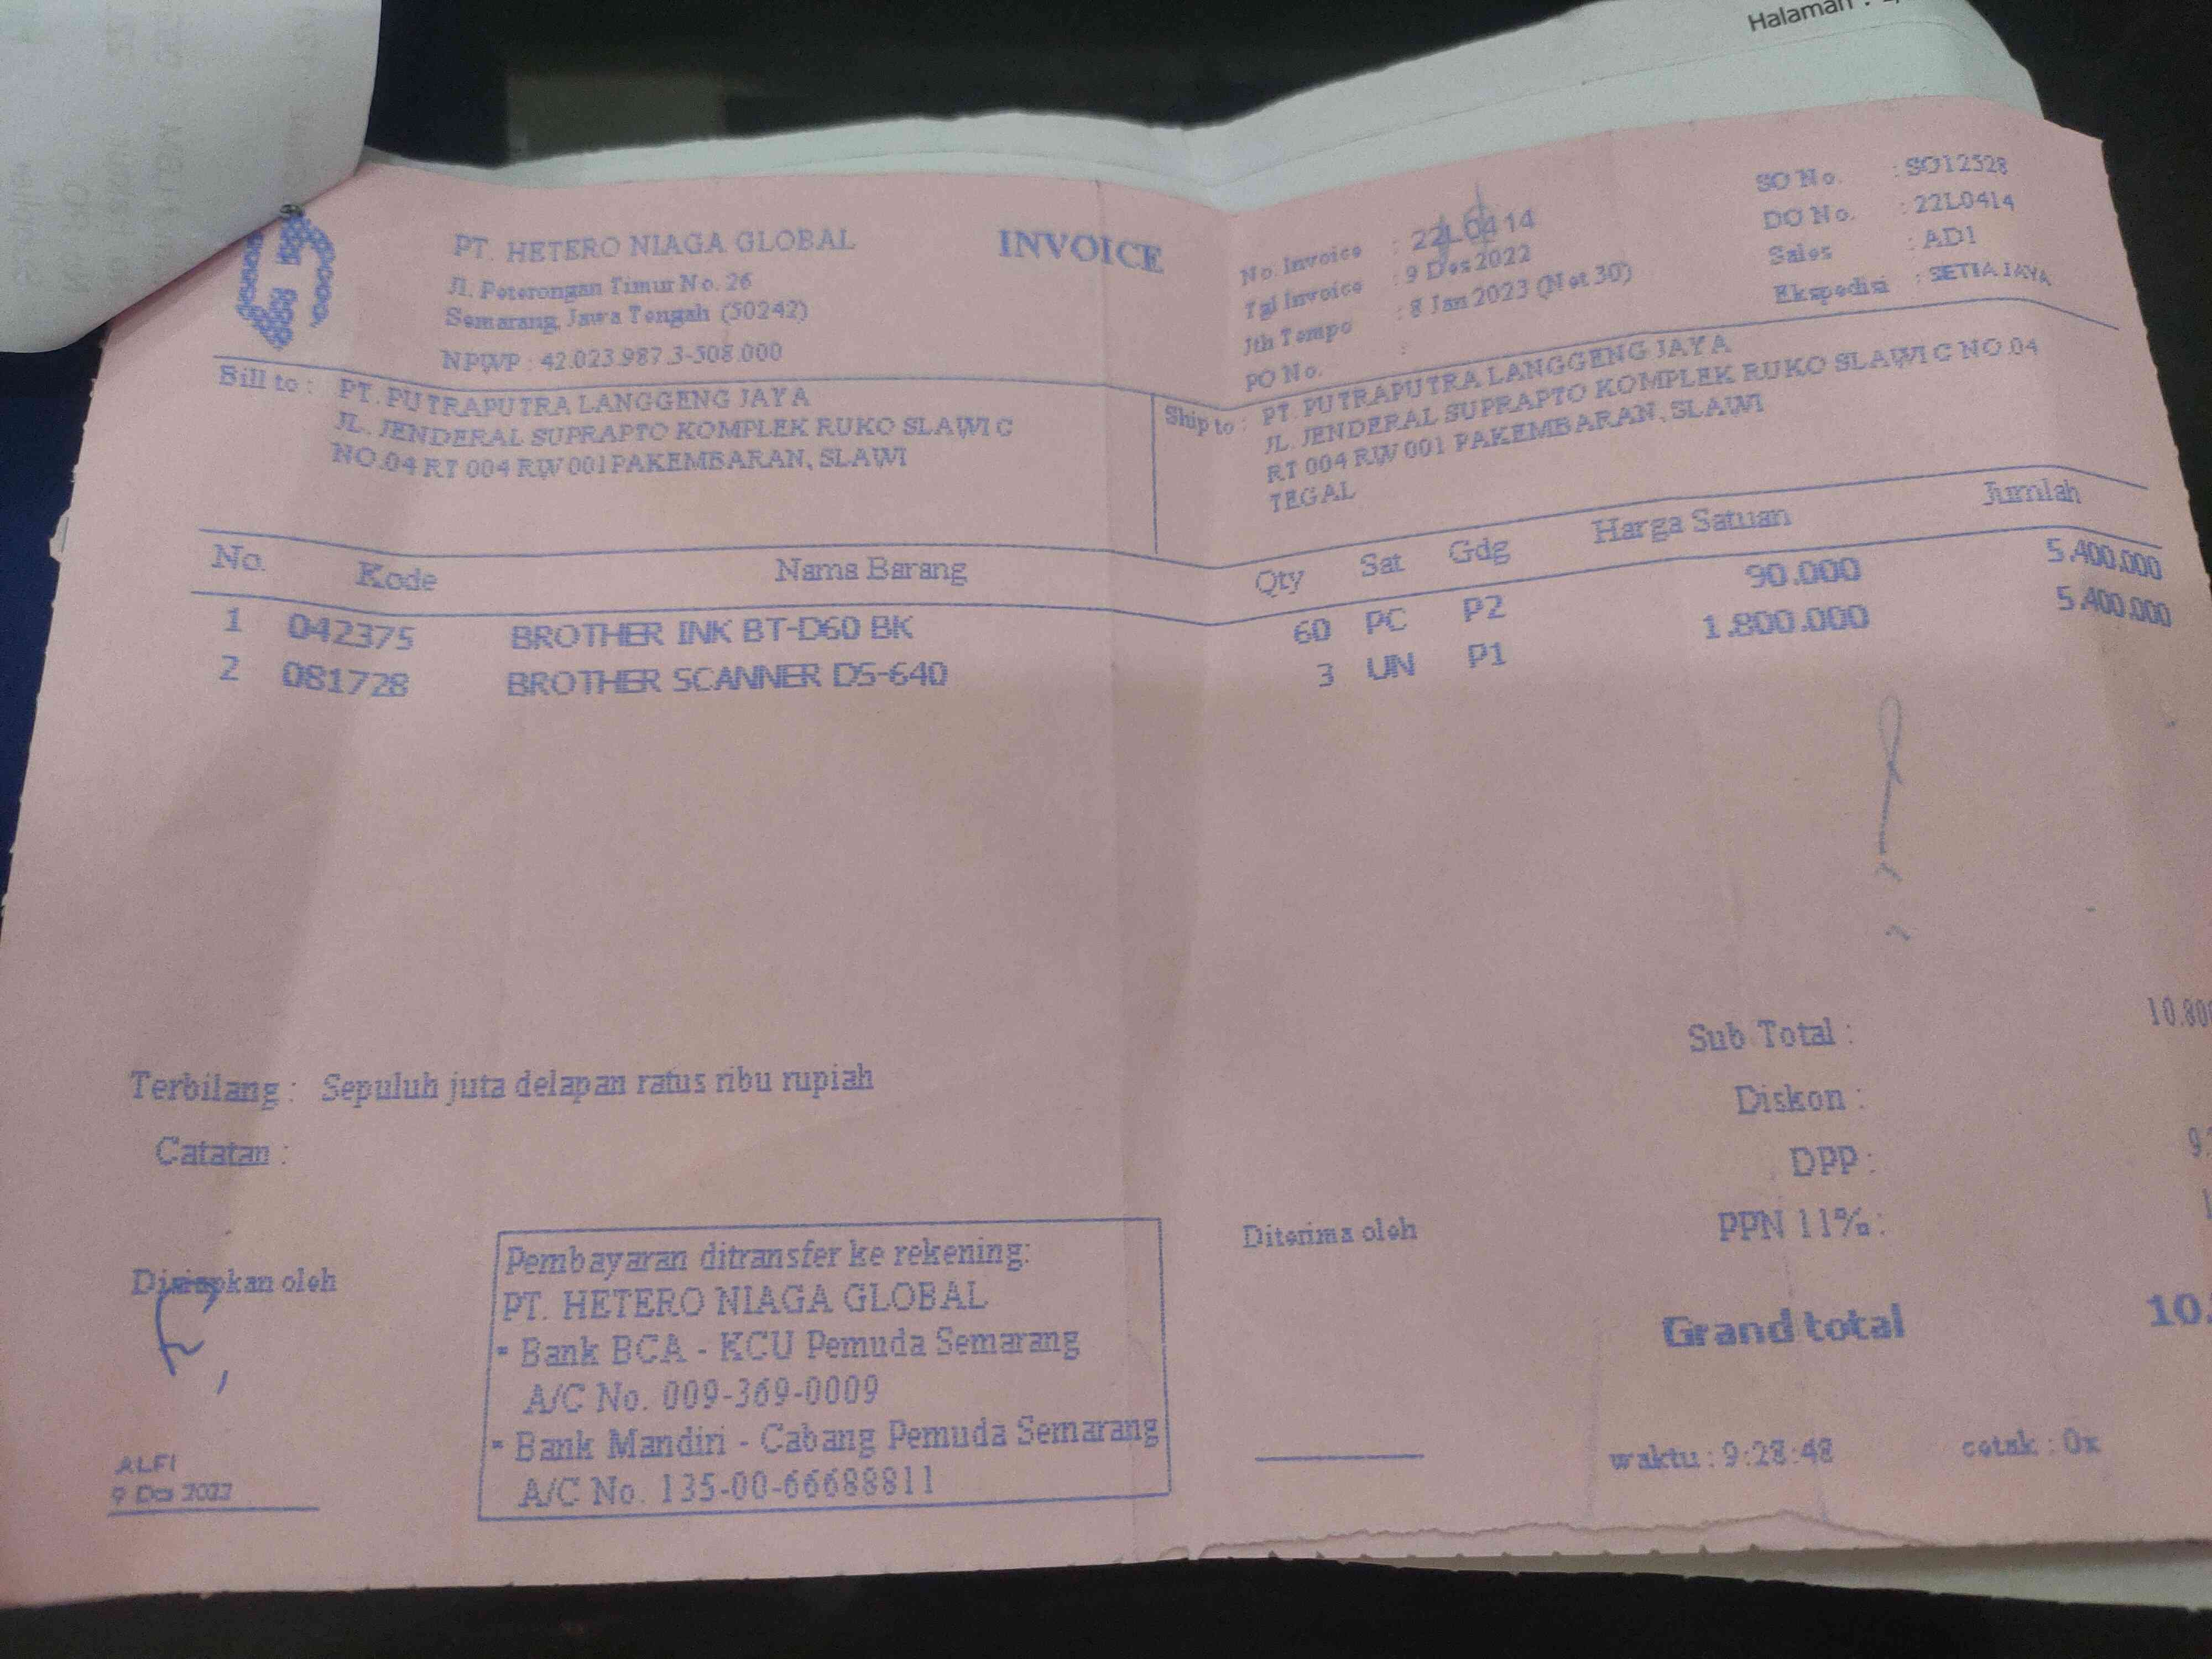 Halaman :
PT. HETERO NIAGA GLOBAL
Jl. Peterongan Timur No. 26
Semarang, Jawa Tengah (50242)
NPWP : 42.023.987.3-508.000
INVOICE
No. Invoice : 22L0414
Tgl Invoice : 9 Des 2022
Jth Tempo : 8 Jan 2023 (Net 30)
PO No. :
SO No. : SO12528
DO No. : 22L0414
Sales : AD1
Ekspedisi : SETIA JAYA
Bill to : PT. PUTRAPUTRA LANGGENG JAYA
JL. JENDERAL SUPRAPTO KOMPLEK RUKO SLAWI C
NO.04 RT 004 RW 001 PAKEMBARAN, SLAWI
Ship to : PT. PUTRAPUTRA LANGGENG JAYA
JL. JENDERAL SUPRAPTO KOMPLEK RUKO SLAWI C NO.04
RT 004 RW 001 PAKEMBARAN, SLAWI
TEGAL
No. Kode Nama Barang Qty Sat Gdg Harga Satuan Jumlah
1 042375 BROTHER INK BT-D60 BK 60 PC P2 90.000 5.400.000
2 081728 BROTHER SCANNER DS-640 3 UN P1 1.800.000 5.400.000
Terbilang : Sepuluh juta delapan ratus ribu rupiah
Catatan :
Sub Total : 10.800
Diskon :
DPP : 9.
PPN 11% :
Grand total 10.
Disiapkan oleh
ALFI
9 Des 2022
Pembayaran ditransfer ke rekening:
PT. HETERO NIAGA GLOBAL
- Bank BCA - KCU Pemuda Semarang
A/C No. 009-369-0009
- Bank Mandiri - Cabang Pemuda Semarang
A/C No. 135-00-66688811
Diterima oleh
waktu : 9:28:48 cetak : 0x